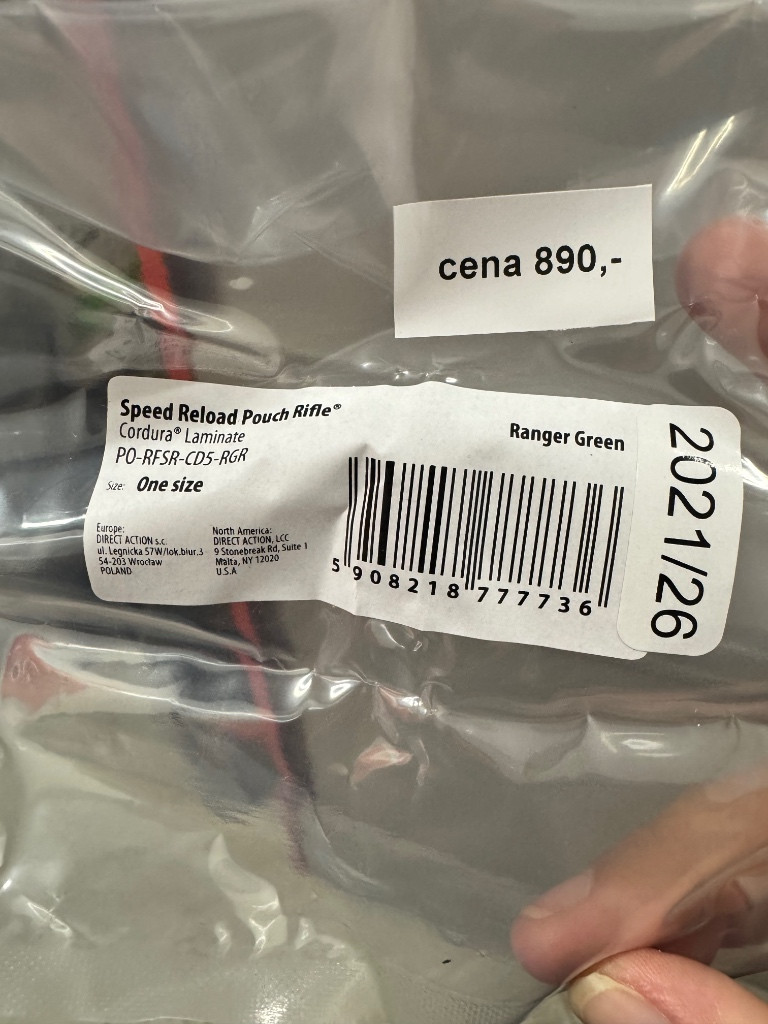 cena 890,-
Speed Reload Pouch Rifle®
Cordura® Laminate
PO-RFSR-CD5-RGR
Size: One size
Ranger Green
Europe:
DIRECT ACTION s.c.
ul. Legnicka 57W/lok.biur.3
54-203 Wrocław
POLAND
North America:
DIRECT ACTION, LCC
9 Stonebreak Rd, Suite 1
Malta, NY 12020
U.S.A
5 908218 777736
2021/26